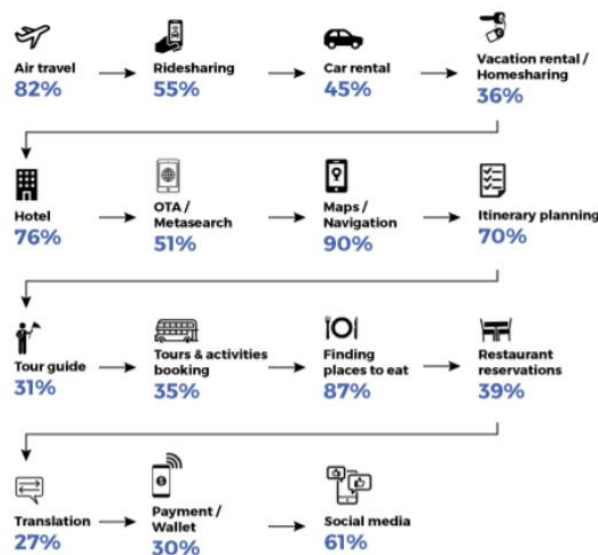 Air travel
82%
Ridesharing
55%
Car rental
45%
Vacation rental /
Homesharing
36%
Hotel
76%
OTA /
Metasearch
51%
Maps /
Navigation
90%
Itinerary planning
70%
Tour guide
31%
Tours & activities
booking
35%
Finding
places to eat
87%
Restaurant
reservations
39%
Translation
27%
Payment /
Wallet
30%
Social media
61%